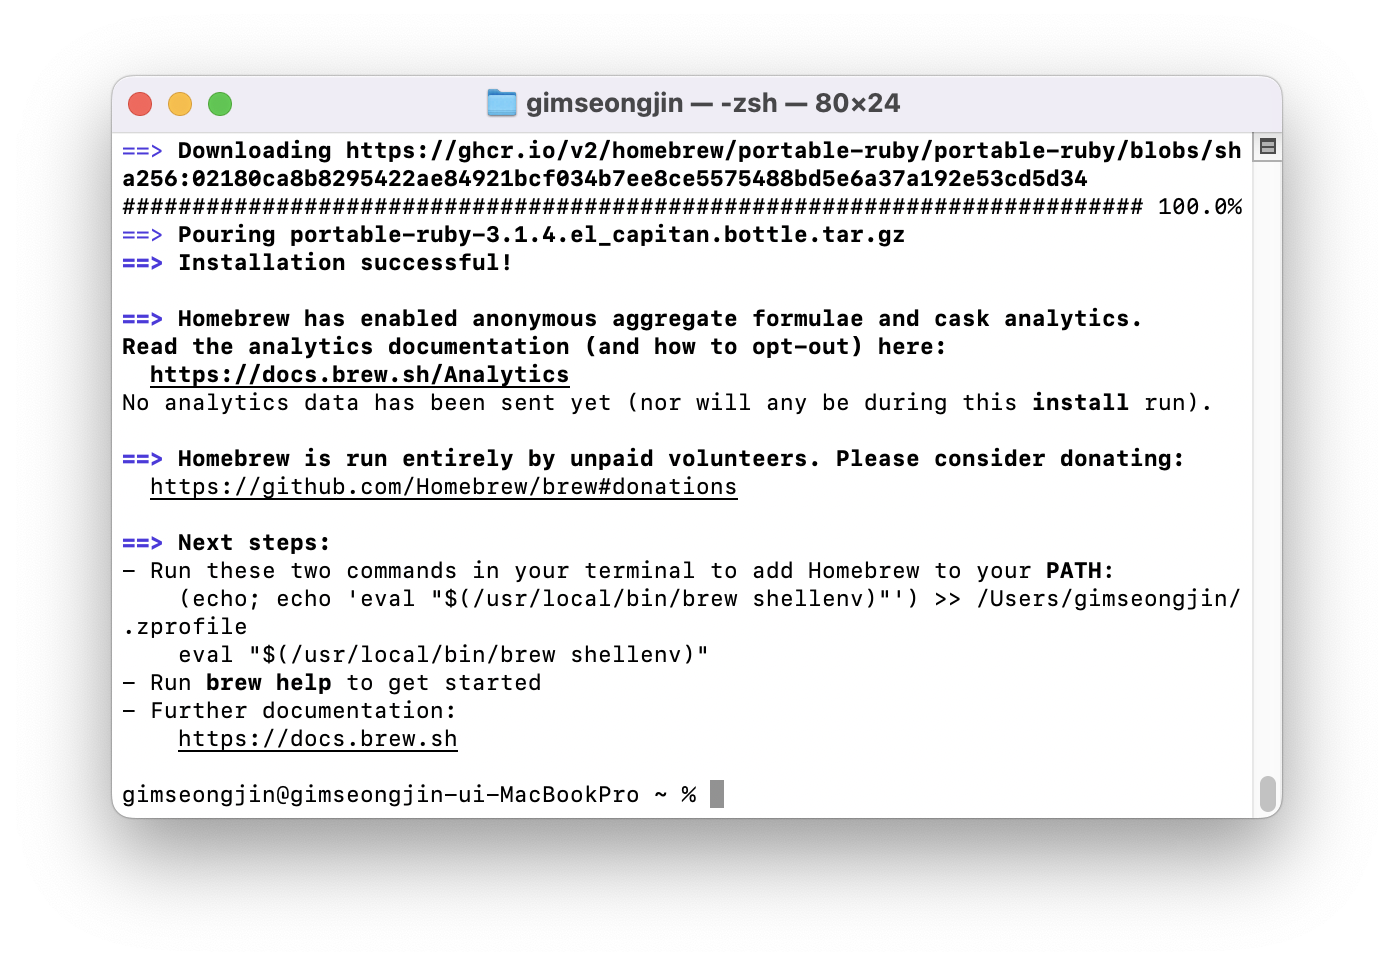 gimseongjin — -zsh — 80×24
==> Downloading https://ghcr.io/v2/homebrew/portable-ruby/portable-ruby/blobs/sh
a256:02180ca8b8295422ae84921bcf034b7ee8ce5575488bd5e6a37a192e53cd5d34
######################################################################### 100.0%
==> Pouring portable-ruby-3.1.4.el_capitan.bottle.tar.gz
==> Installation successful!
==> Homebrew has enabled anonymous aggregate formulae and cask analytics.
Read the analytics documentation (and how to opt-out) here:
  https://docs.brew.sh/Analytics
No analytics data has been sent yet (nor will any be during this install run).
==> Homebrew is run entirely by unpaid volunteers. Please consider donating:
  https://github.com/Homebrew/brew#donations
==> Next steps:
- Run these two commands in your terminal to add Homebrew to your PATH:
    (echo; echo 'eval "$(/usr/local/bin/brew shellenv)"') >> /Users/gimseongjin/
.zprofile
    eval "$(/usr/local/bin/brew shellenv)"
- Run brew help to get started
- Further documentation:
    https://docs.brew.sh
gimseongjin@gimseongjin-ui-MacBookPro ~ %